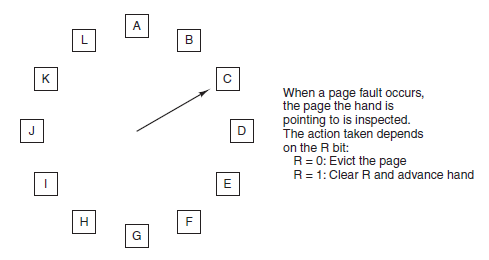 A
L
B
K
C
When a page fault occurs,
the page the hand is
pointing to is inspected.
The action taken depends
on the R bit:
R = 0: Evict the page
R = 1: Clear R and advance hand
J
D
I
E
H
F
G